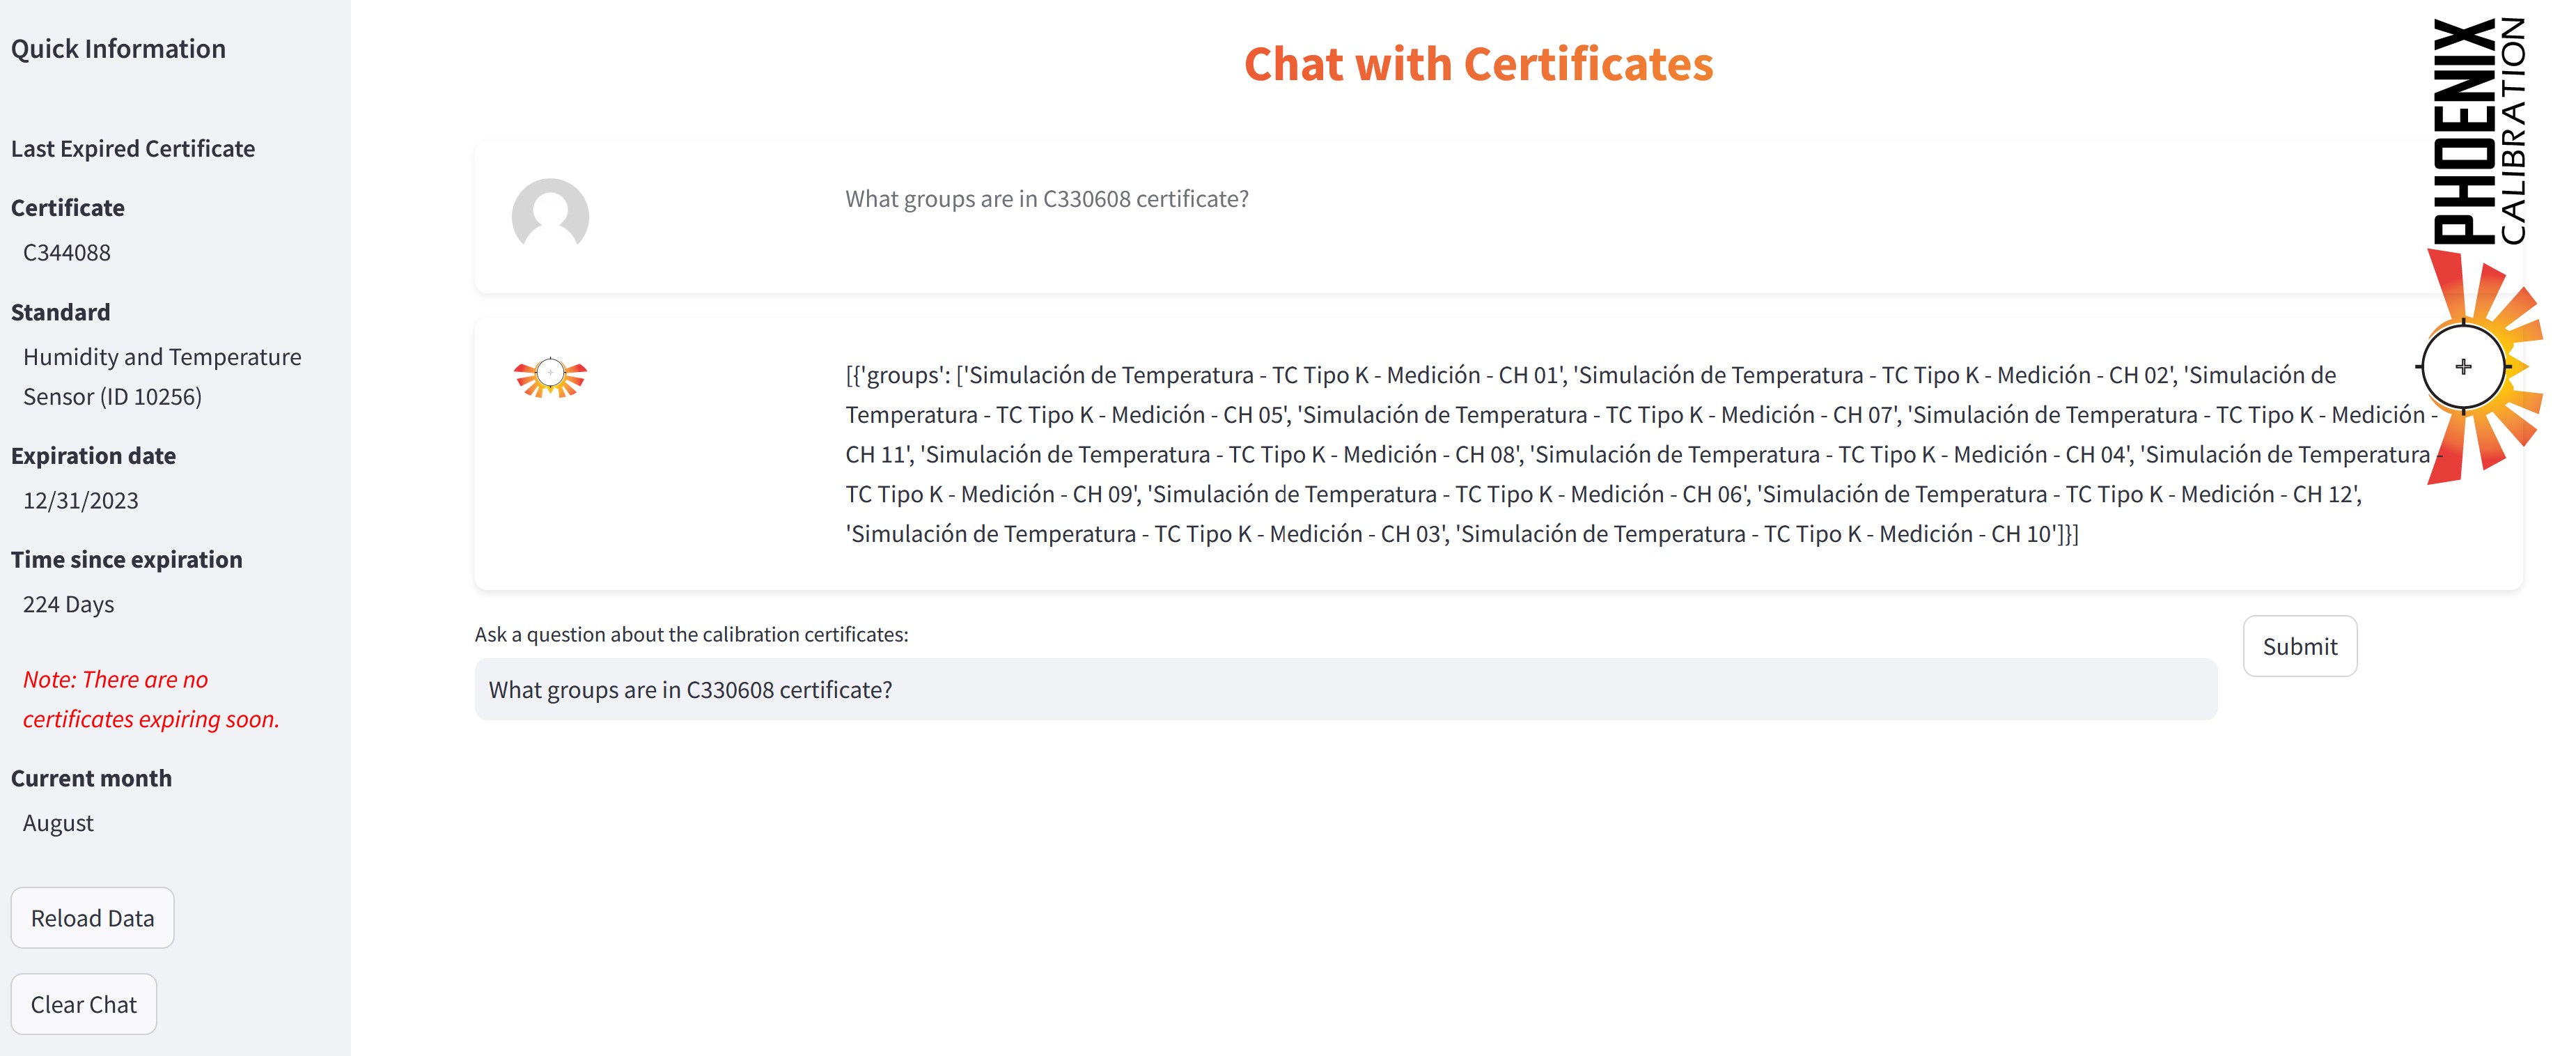 Quick Information
Last Expired Certificate
Certificate
C344088
Standard
Humidity and Temperature
Sensor (ID 10256)
Expiration date
12/31/2023
Time since expiration
224 Days
Note: There are no
certificates expiring soon.
Current month
August
Reload Data
Clear Chat
Chat with Certificates
What groups are in C330608 certificate?
[{'groups': ['Simulación de Temperatura - TC Tipo K - Medición - CH 01', 'Simulación de Temperatura - TC Tipo K - Medición - CH 02', 'Simulación de
Temperatura - TC Tipo K - Medición - CH 05', 'Simulación de Temperatura - TC Tipo K - Medición - CH 07', 'Simulación de Temperatura - TC Tipo K - Medición -
CH 11', 'Simulación de Temperatura - TC Tipo K - Medición - CH 08', 'Simulación de Temperatura - TC Tipo K - Medición - CH 04', 'Simulación de Temperatura -
TC Tipo K - Medición - CH 09', 'Simulación de Temperatura - TC Tipo K - Medición - CH 06', 'Simulación de Temperatura - TC Tipo K - Medición - CH 12',
'Simulación de Temperatura - TC Tipo K - Medición - CH 03', 'Simulación de Temperatura - TC Tipo K - Medición - CH 10']}]
Ask a question about the calibration certificates:
What groups are in C330608 certificate?
Submit
PHOENIX
CALIBRATION